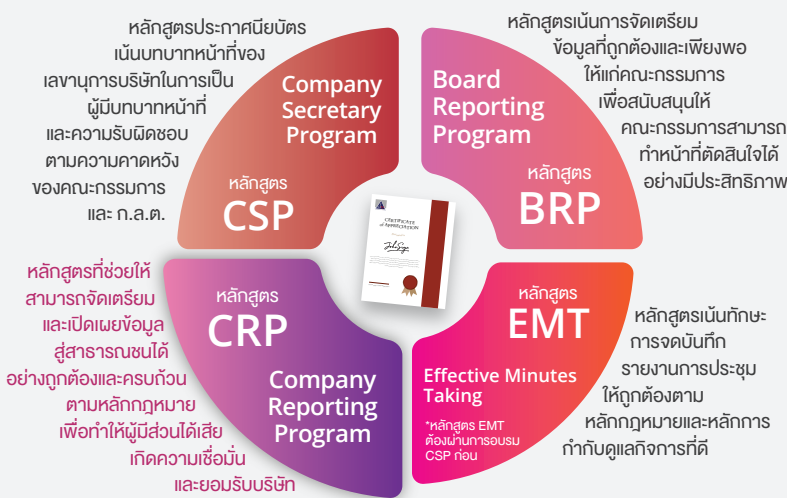 หลักสูตรประกาศนียบัตร
เน้นบทบาทหน้าที่ของ
เลขานุการบริษัทในการเป็น
ผู้มีบทบาทหน้าที่
และความรับผิดชอบ
ตามความคาดหวัง
ของคณะกรรมการ
และ ก.ล.ต.
Company
Secretary
Program
หลักสูตร
CSP
Board
Reporting
Program
หลักสูตร
BRP
หลักสูตรเน้นการจัดเตรียม
ข้อมูลที่ถูกต้องและเพียงพอ
ให้แก่คณะกรรมการ
เพื่อสนับสนุนให้
คณะกรรมการสามารถ
ทำหน้าที่ตัดสินใจได้
อย่างมีประสิทธิภาพ
CERTIFICATE
of APPRECIATION
หลักสูตรที่ช่วยให้
สามารถจัดเตรียม
และเปิดเผยข้อมูล
สู่สาธารณชนได้
อย่างถูกต้องและครบถ้วน
ตามหลักกฎหมาย
เพื่อทำให้ผู้มีส่วนได้เสีย
เกิดความเชื่อมั่น
และยอมรับบริษัท
หลักสูตร
CRP
Company
Reporting
Program
หลักสูตร
EMT
Effective Minutes
Taking
*หลักสูตร EMT
ต้องผ่านการอบรม
CSP ก่อน
หลักสูตรเน้นทักษะ
การจดบันทึก
รายงานการประชุม
ให้ถูกต้องตาม
หลักกฎหมายและหลักการ
กำกับดูแลกิจการที่ดี